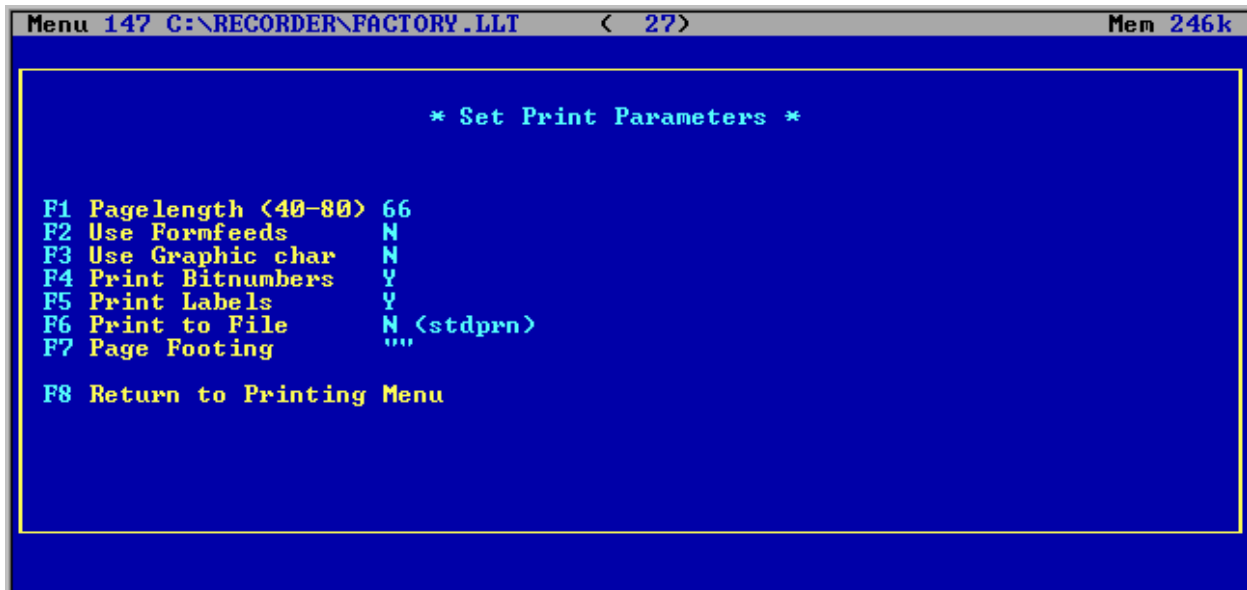 Menu 147 C:\RECORDER\FACTORY.LLT ( 27) Mem 246k
* Set Print Parameters *
F1 Pagelength (40-80) 66
F2 Use Formfeeds N
F3 Use Graphic char N
F4 Print Bitnumbers Y
F5 Print Labels Y
F6 Print to File N (stdprn)
F7 Page Footing ""
F8 Return to Printing Menu